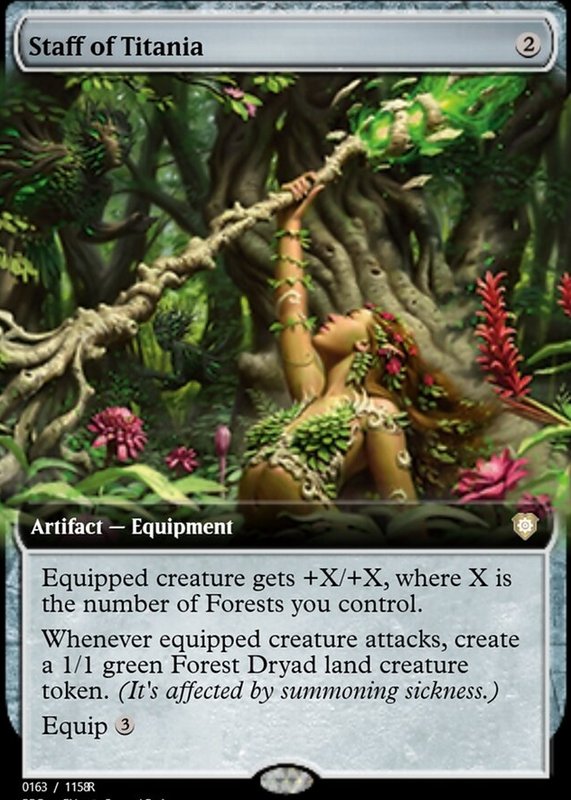 Staff of Titania
2
Artifact — Equipment
Equipped creature gets +X/+X, where X is
the number of Forests you control.
Whenever equipped creature attacks, create
a 1/1 green Forest Dryad land creature
token. (It's affected by summoning sickness.)
Equip 3
0163 / 1158R